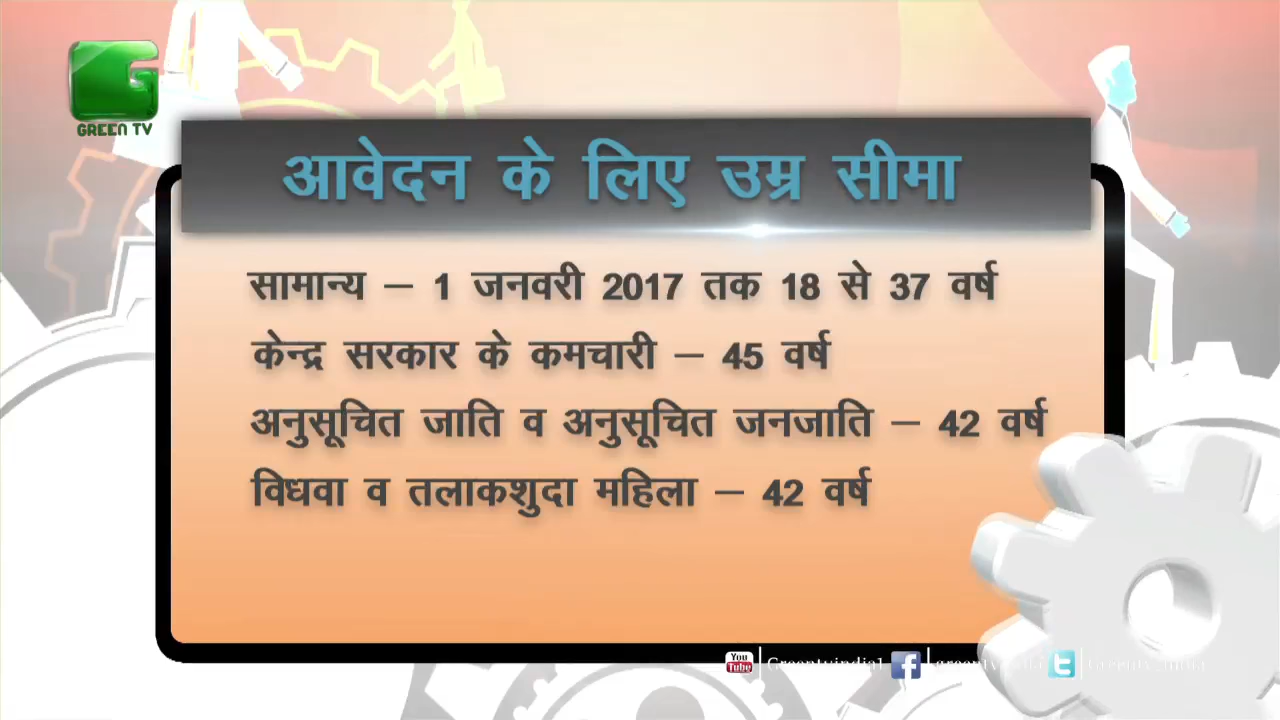 GREEN TV
आवेदन के लिए उम्र सीमा
सामान्य – 1 जनवरी 2017 तक 18 से 37 वर्ष
केन्द्र सरकार के कमचारी – 45 वर्ष
अनुसूचित जाति व अनुसूचित जनजाति – 42 वर्ष
विधवा व तलाकशुदा महिला – 42 वर्ष
You Tube Greentvindia1